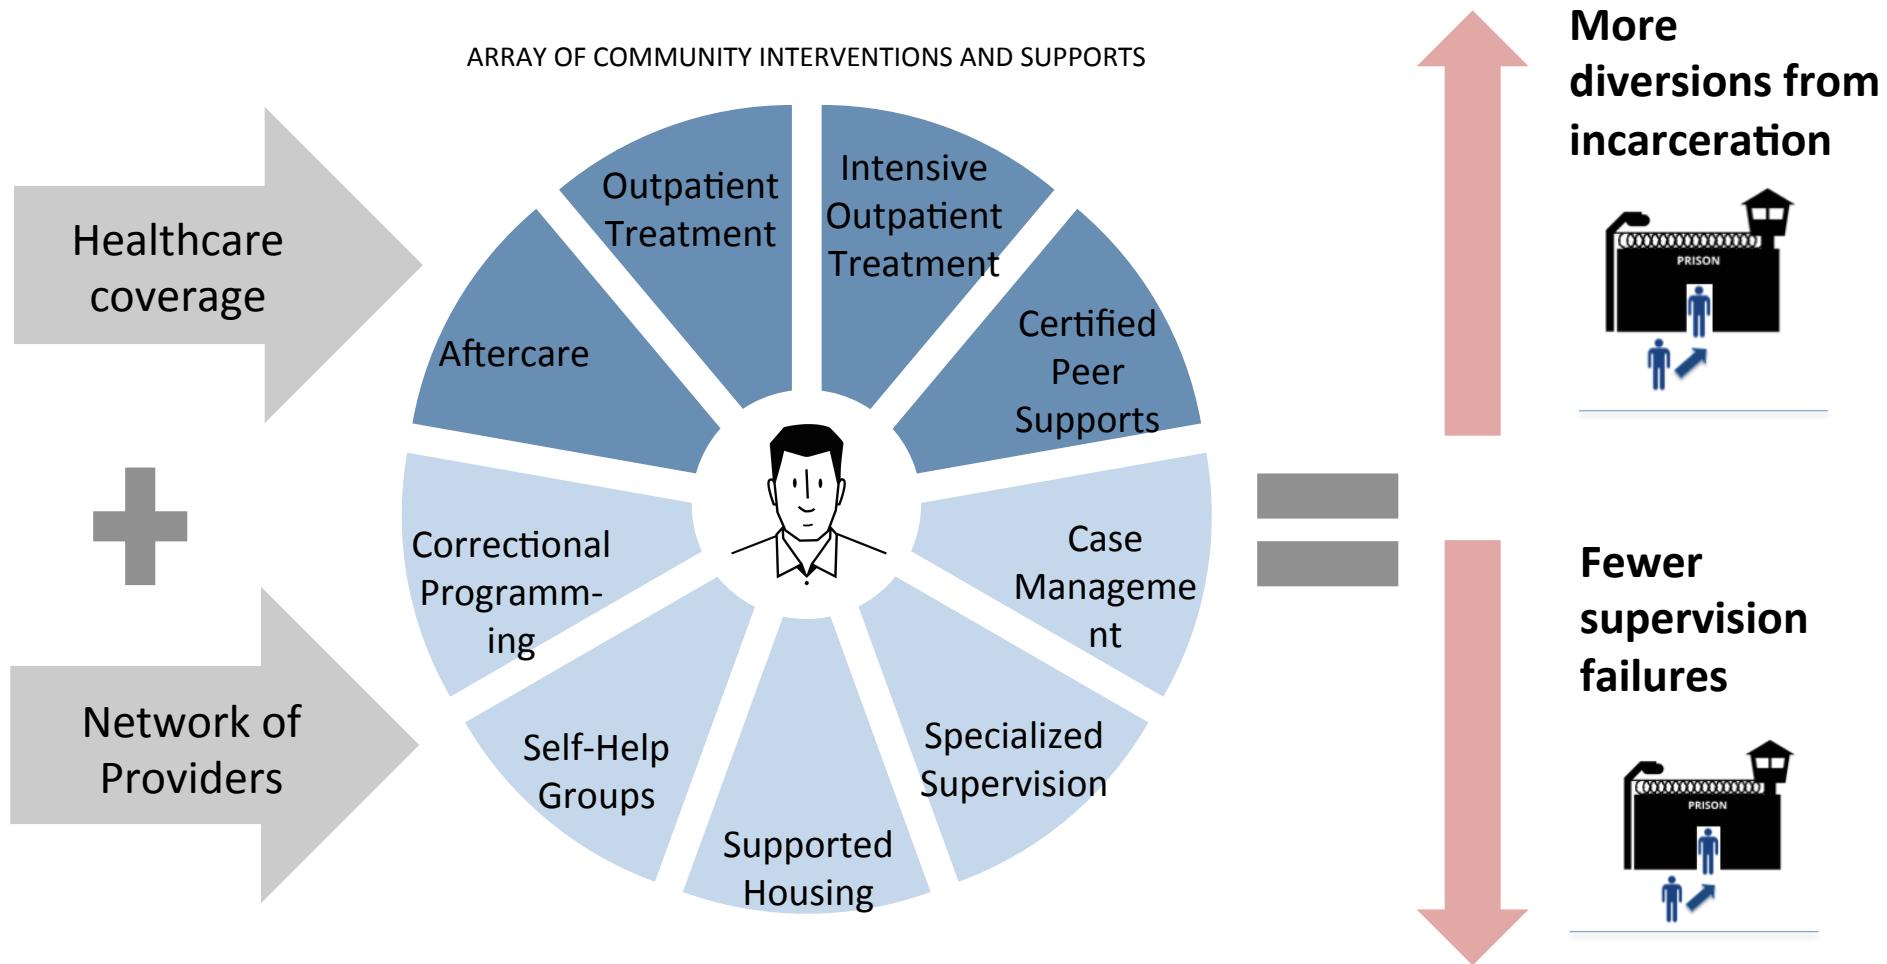 ARRAY OF COMMUNITY INTERVENTIONS AND SUPPORTS
Healthcare
coverage
Network of
Providers
Outpatient
Treatment
Intensive
Outpatient
Treatment
Aftercare
Certified
Peer
Supports
Correctional
Programm-
ing
Case
Manageme
nt
Self-Help
Groups
Specialized
Supervision
Supported
Housing
More
diversions from
incarceration
PRISON
Fewer
supervision
failures
PRISON